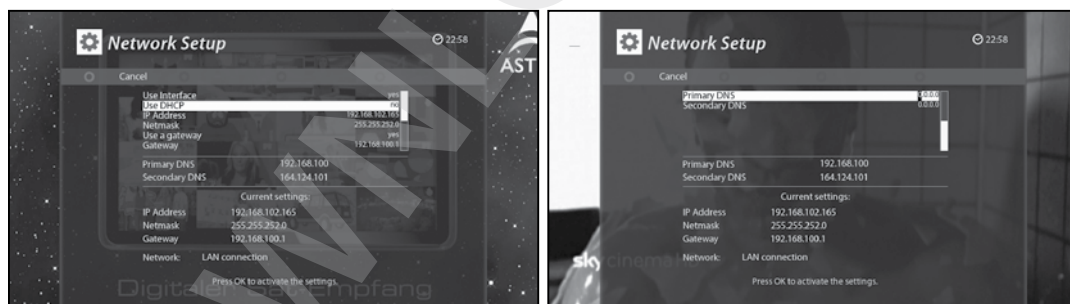 Network Setup
22:58
AST
Cancel
Use Interface yes
Use DHCP no
IP Address 192.168.102.165
Netmask 255.255.252.0
Use a gateway yes
Gateway 192.168.100.1
Primary DNS 192.168.100
Secondary DNS 164.124.101
Current settings:
IP Address 192.168.102.165
Netmask 255.255.252.0
Gateway 192.168.100.1
Network: LAN connection
Press OK to activate the settings.
Digitaler Sat-Empfang
Network Setup
22:58
Cancel
Primary DNS 0.0.0.0
Secondary DNS 0.0.0.0
Primary DNS 192.168.100
Secondary DNS 164.124.101
Current settings:
IP Address 192.168.102.165
Netmask 255.255.252.0
Gateway 192.168.100.1
Network: LAN connection
sky cinema
Press OK to activate the settings.